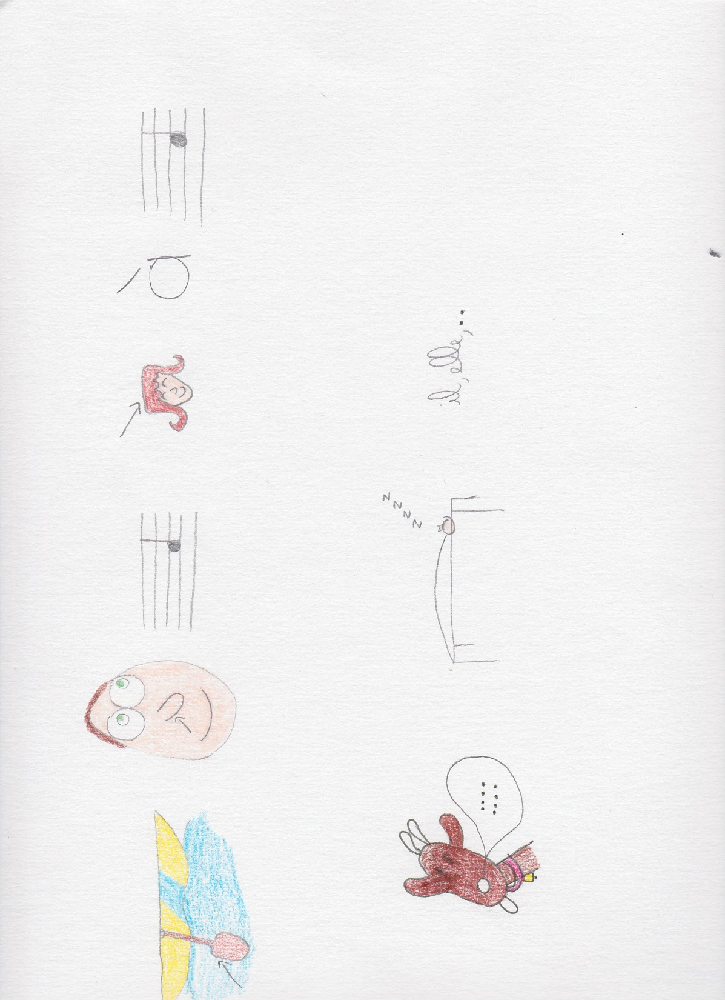 à
Z Z Z Z
il, elle, ...